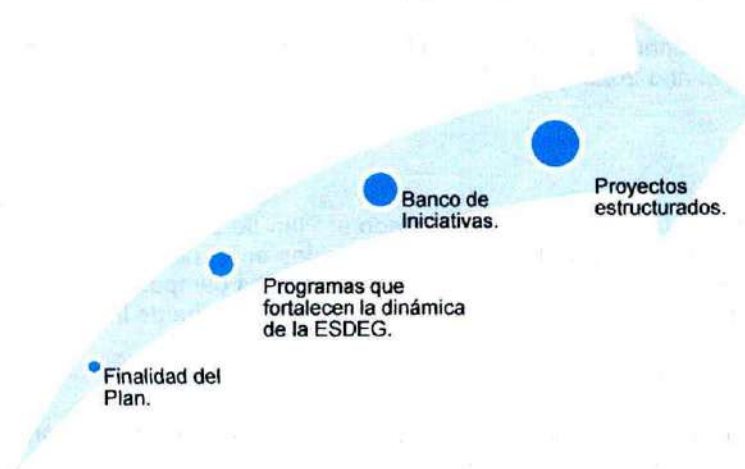 Finalidad del
Plan.
Programas que
fortalecen la dinámica
de la ESDEG.
Banco de
Iniciativas.
Proyectos
estructurados.